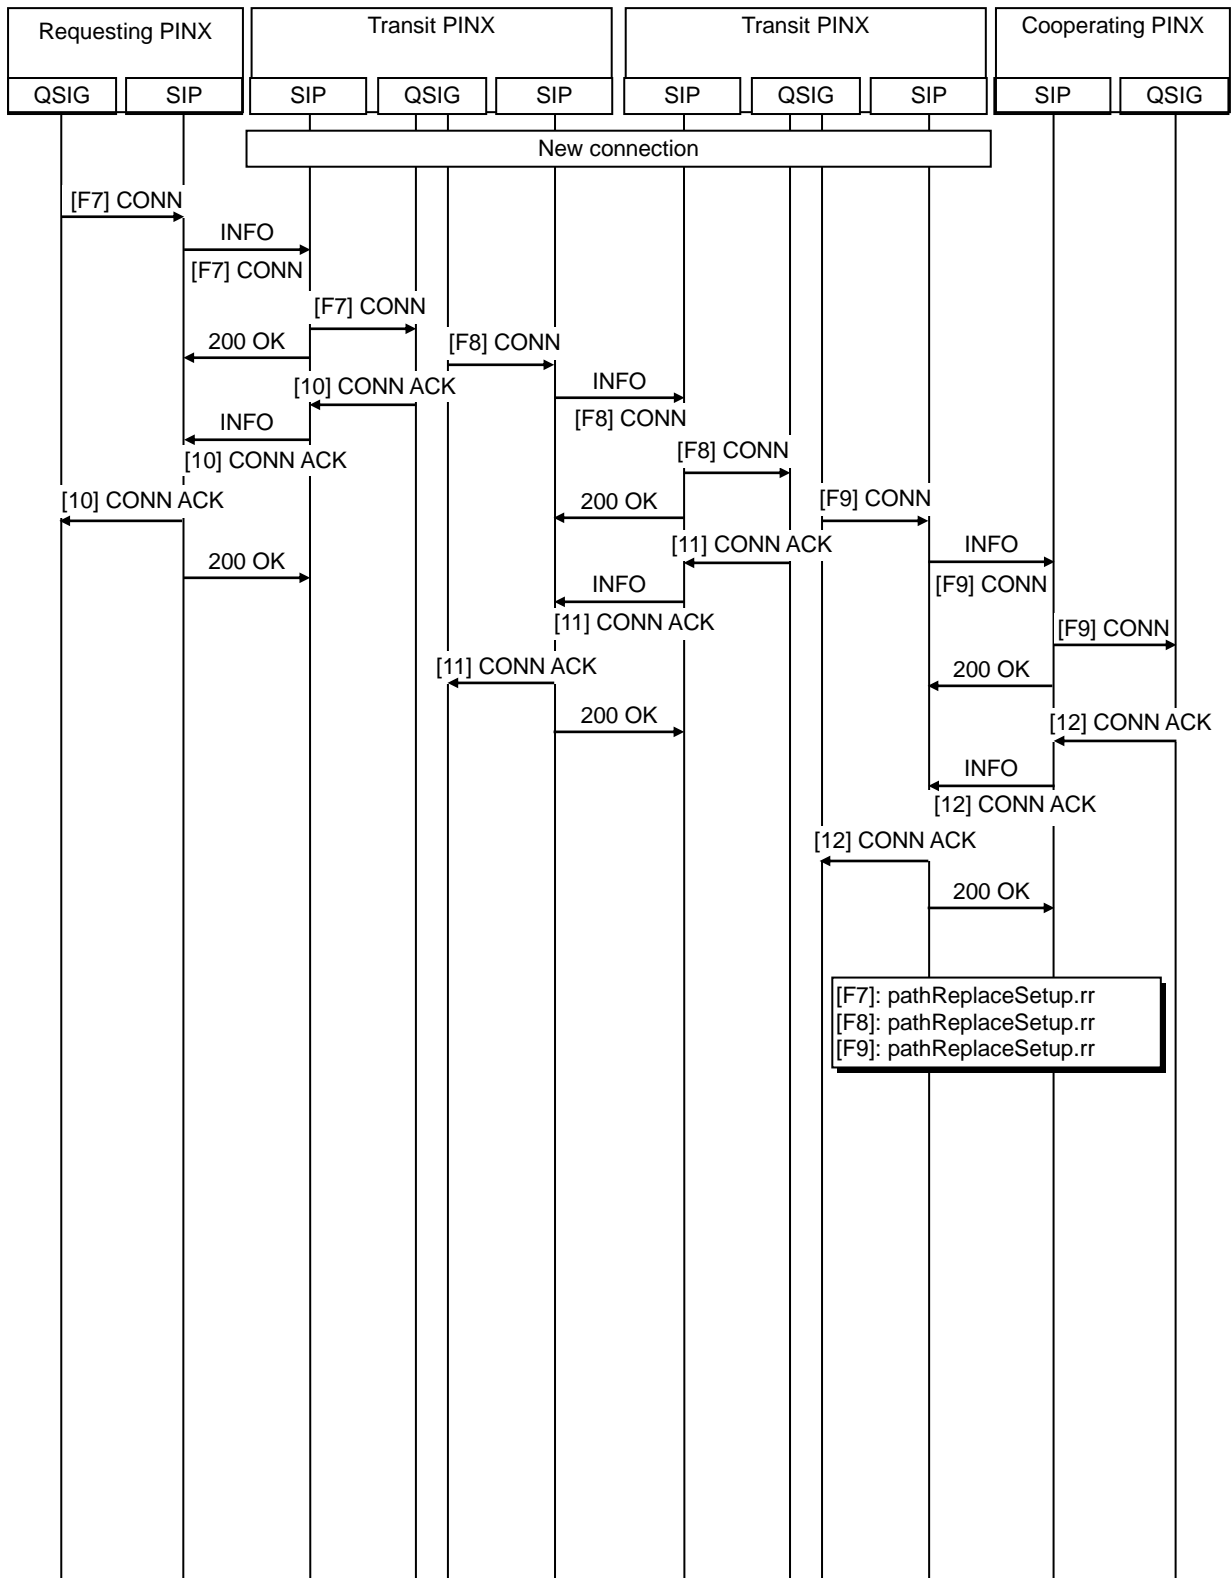 Requesting PINX
Transit PINX
Transit PINX
Cooperating PINX
QSIG
SIP
SIP
QSIG
SIP
SIP
QSIG
SIP
SIP
QSIG
New connection
[F7] CONN
INFO
[F7] CONN
[F7] CONN
200 OK
[F8] CONN
[10] CONN ACK
INFO
INFO
[F8] CONN
[10] CONN ACK
[F8] CONN
[10] CONN ACK
200 OK
[F9] CONN
200 OK
[11] CONN ACK
INFO
INFO
[F9] CONN
[11] CONN ACK
[F9] CONN
[11] CONN ACK
200 OK
200 OK
[12] CONN ACK
INFO
[12] CONN ACK
[12] CONN ACK
200 OK
[F7]: pathReplaceSetup.rr
[F8]: pathReplaceSetup.rr
[F9]: pathReplaceSetup.rr